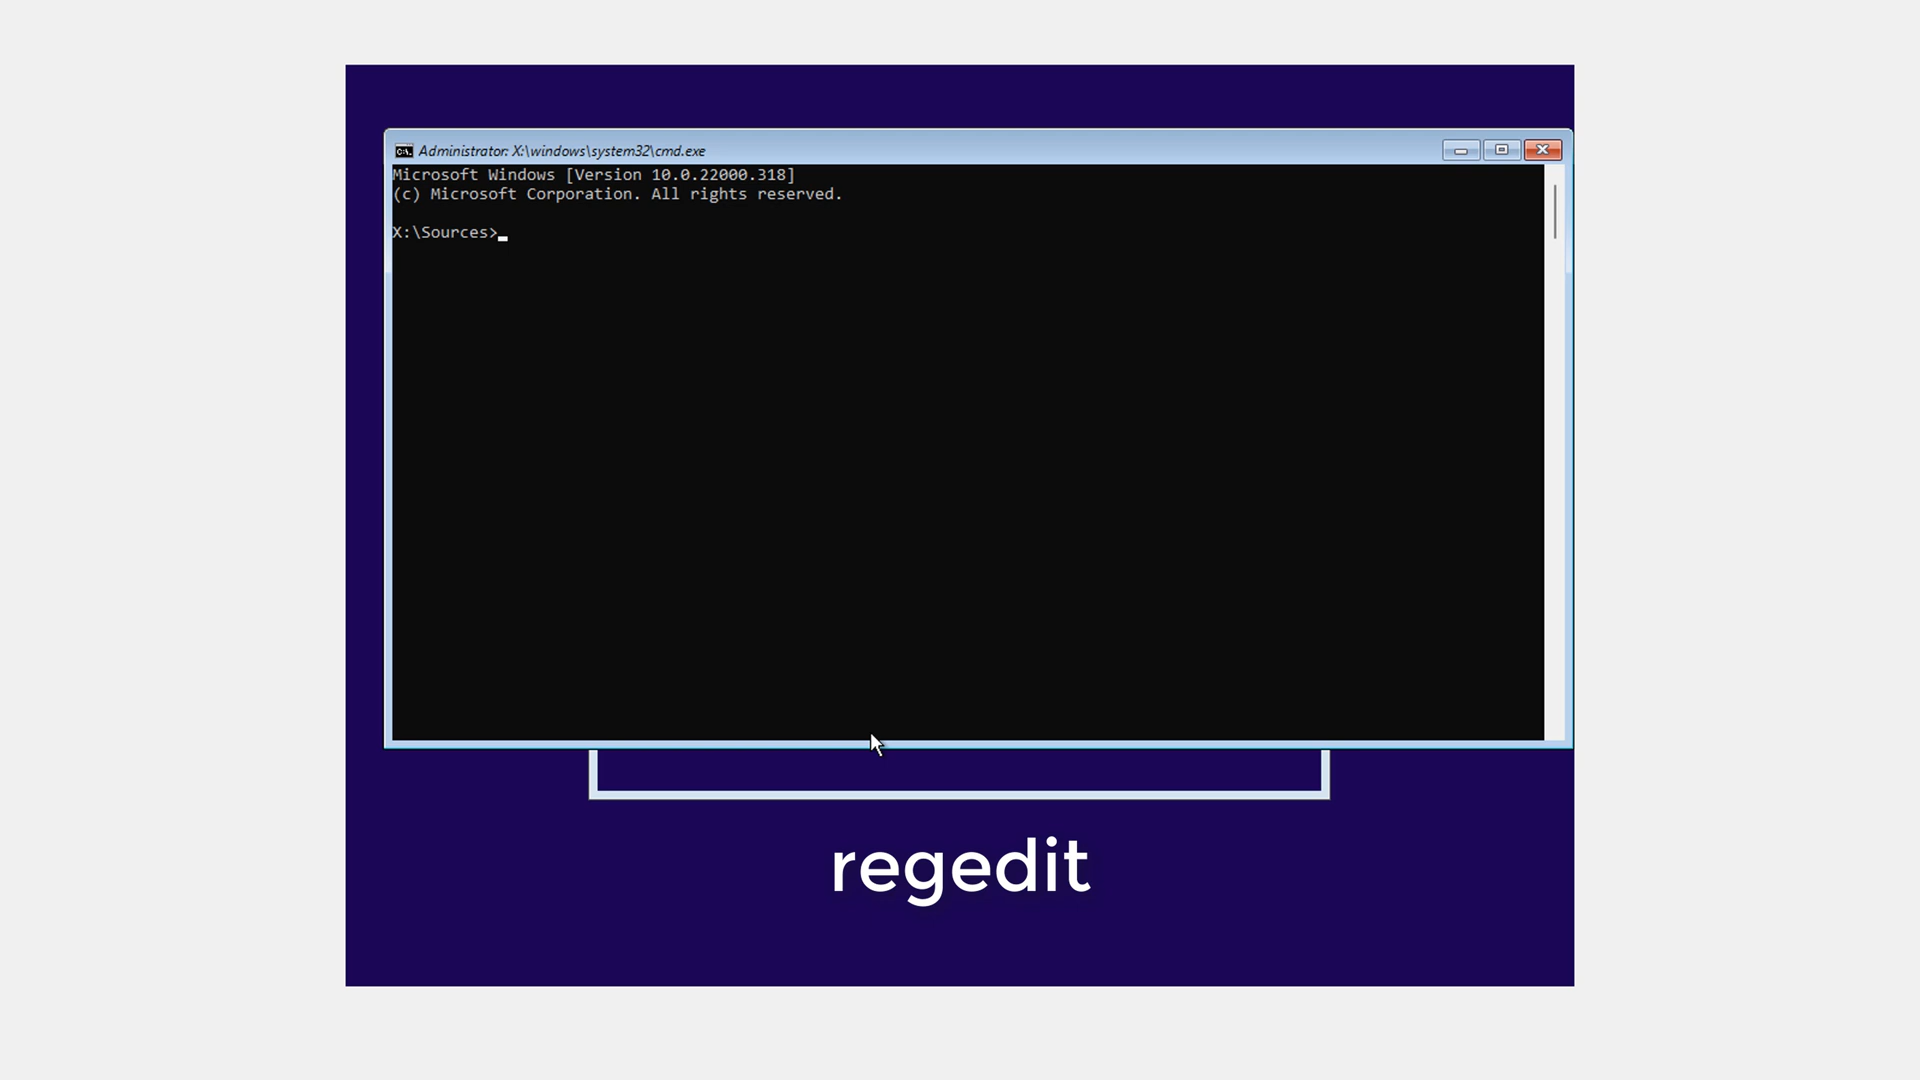 Administrator: X:\windows\system32\cmd.exe
Microsoft Windows [Version 10.0.22000.318]
(c) Microsoft Corporation. All rights reserved.
X:\Sources>
regedit